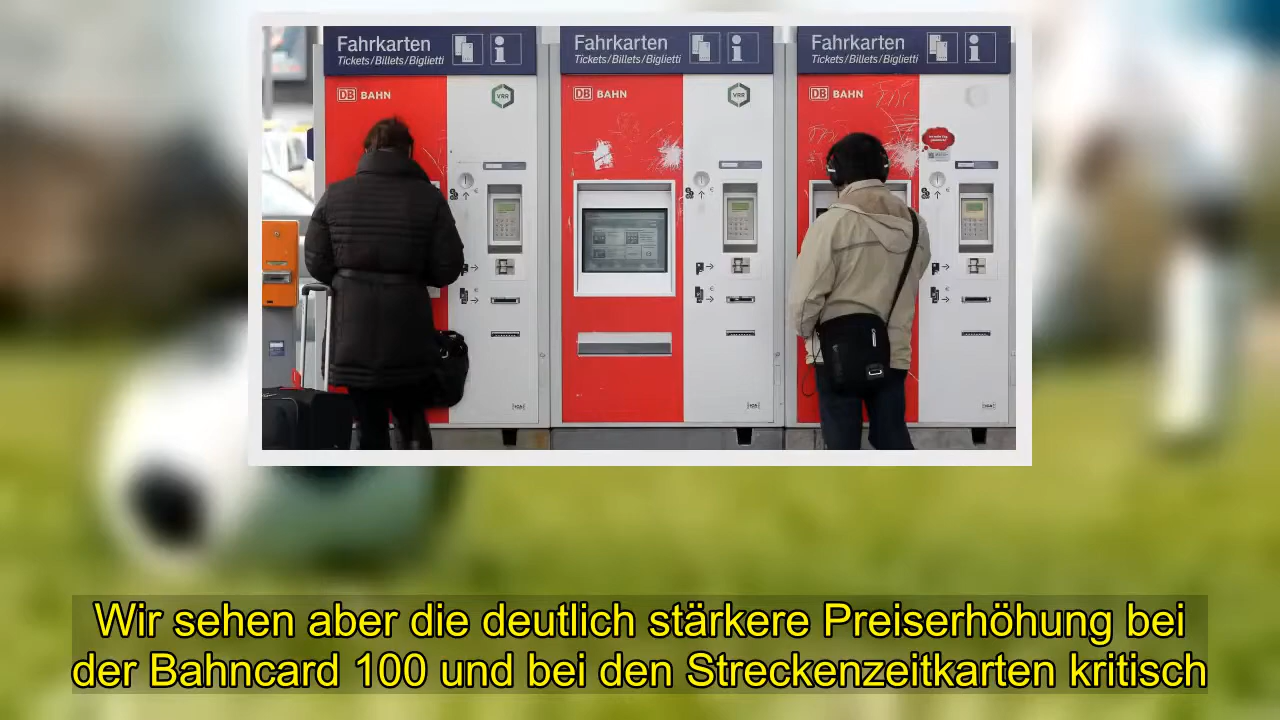 Fahrkarten
Tickets/Billets/Biglietti
Fahrkarten
Tickets/Billets/Biglietti
Fahrkarten
Tickets/Billets/Biglietti
DB BAHN
VRR
DB BAHN
VRR
DB BAHN
Wir sehen aber die deutlich stärkere Preiserhöhung bei
der Bahncard 100 und bei den Streckenzeitkarten kritisch